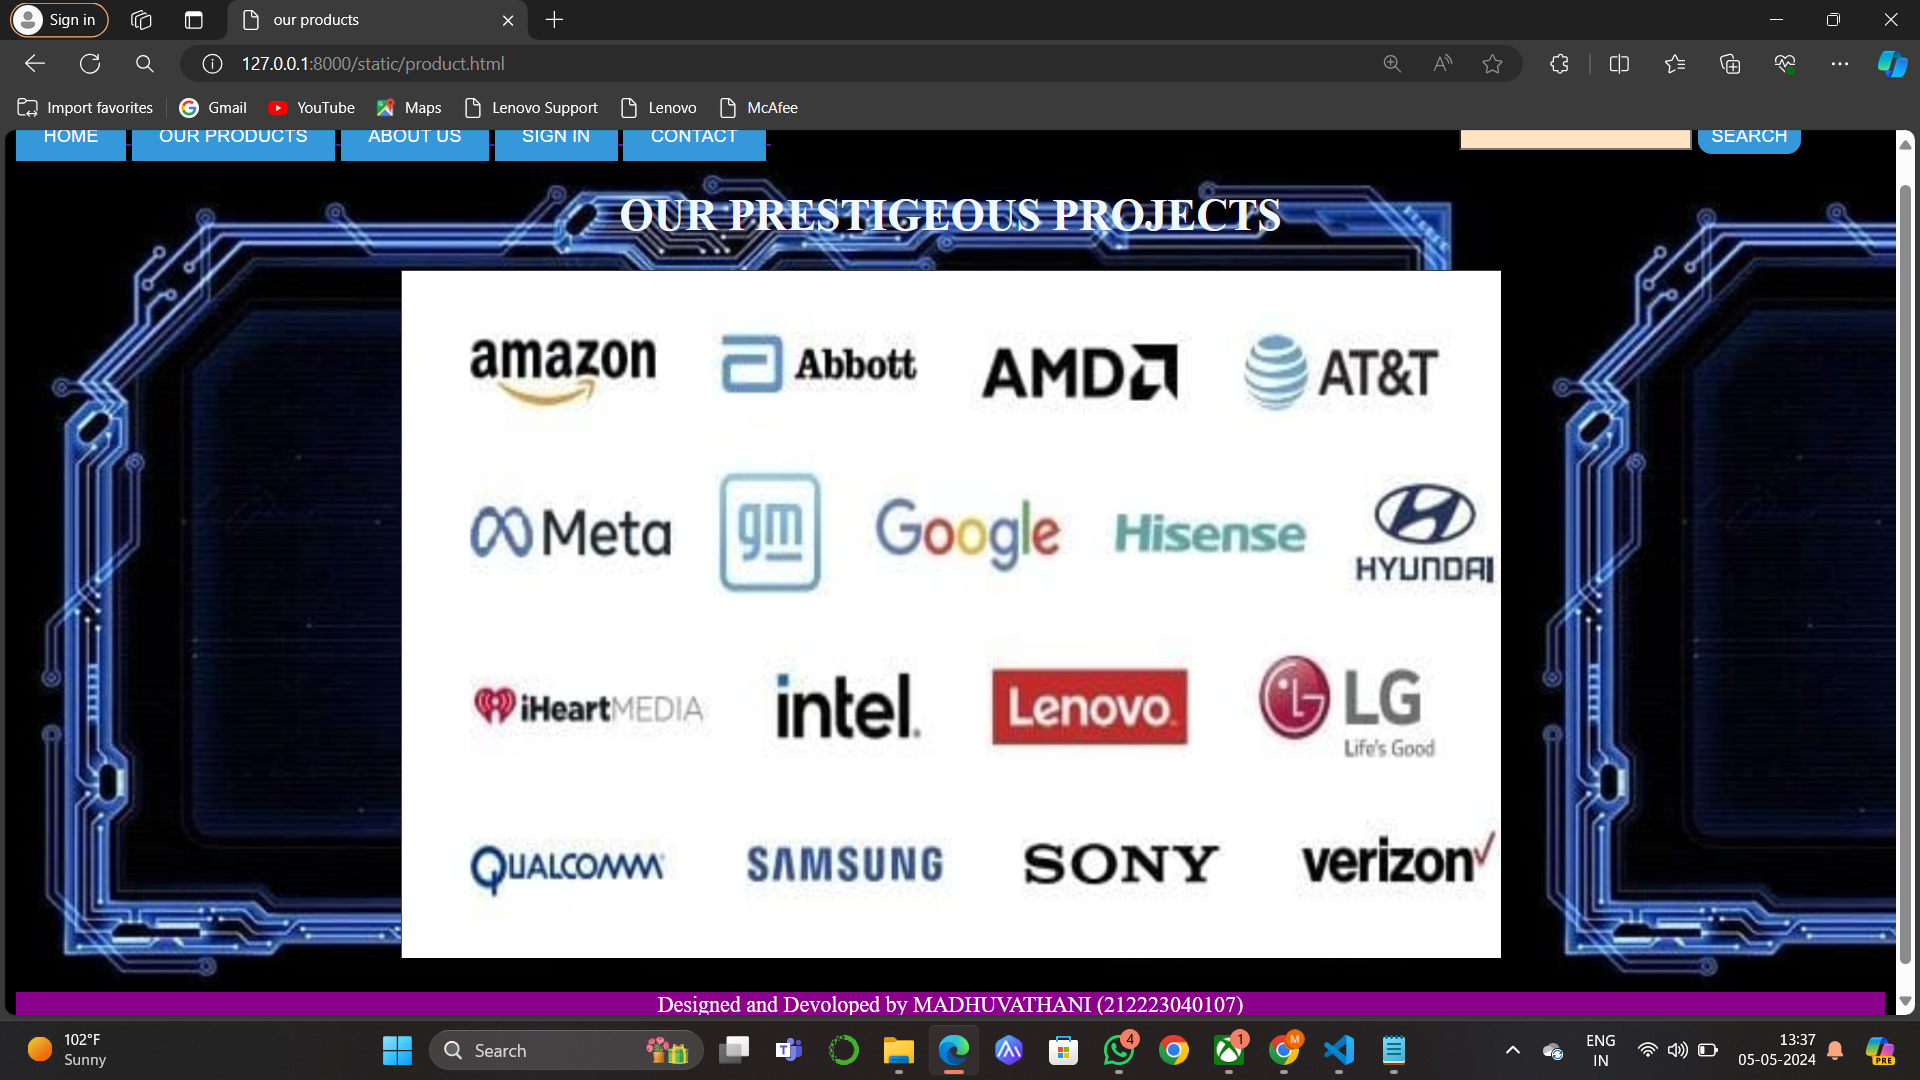 Sign in
our products
127.0.0.1:8000/static/product.html
Import favorites Gmail YouTube Maps Lenovo Support Lenovo McAfee
HOME OUR PRODUCTS ABOUT US SIGN IN CONTACT SEARCH
OUR PRESTIGEOUS PROJECTS
amazon Abbott AMD AT&T
Meta gm Google Hisense HYUNDAI
iHeartMEDIA intel. Lenovo LG
Life's Good
QUALCOMM SAMSUNG SONY verizon
Designed and Devoloped by MADHUVATHANI (212223040107)
102°F
Sunny
Search
4
1
M
ENG
IN
13:37
05-05-2024
PRE